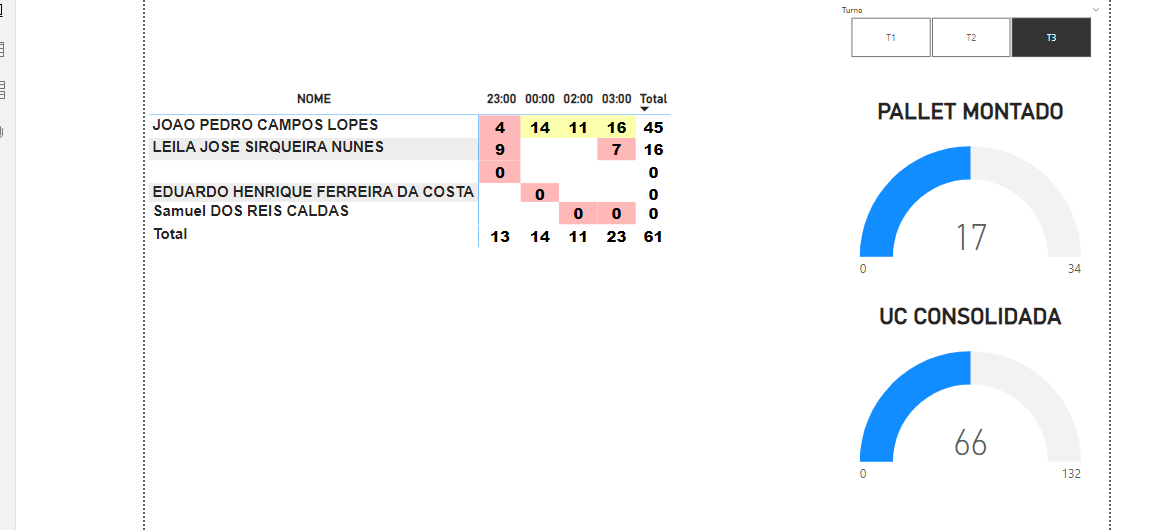 Turno
T1 T2 T3
NOME 23:00 00:00 02:00 03:00 Total
JOAO PEDRO CAMPOS LOPES 4 14 11 16 45
LEILA JOSE SIRQUEIRA NUNES 9 7 16
0 0
EDUARDO HENRIQUE FERREIRA DA COSTA 0 0
Samuel DOS REIS CALDAS 0 0 0
Total 13 14 11 23 61
PALLET MONTADO
17
0 34
UC CONSOLIDADA
66
0 132